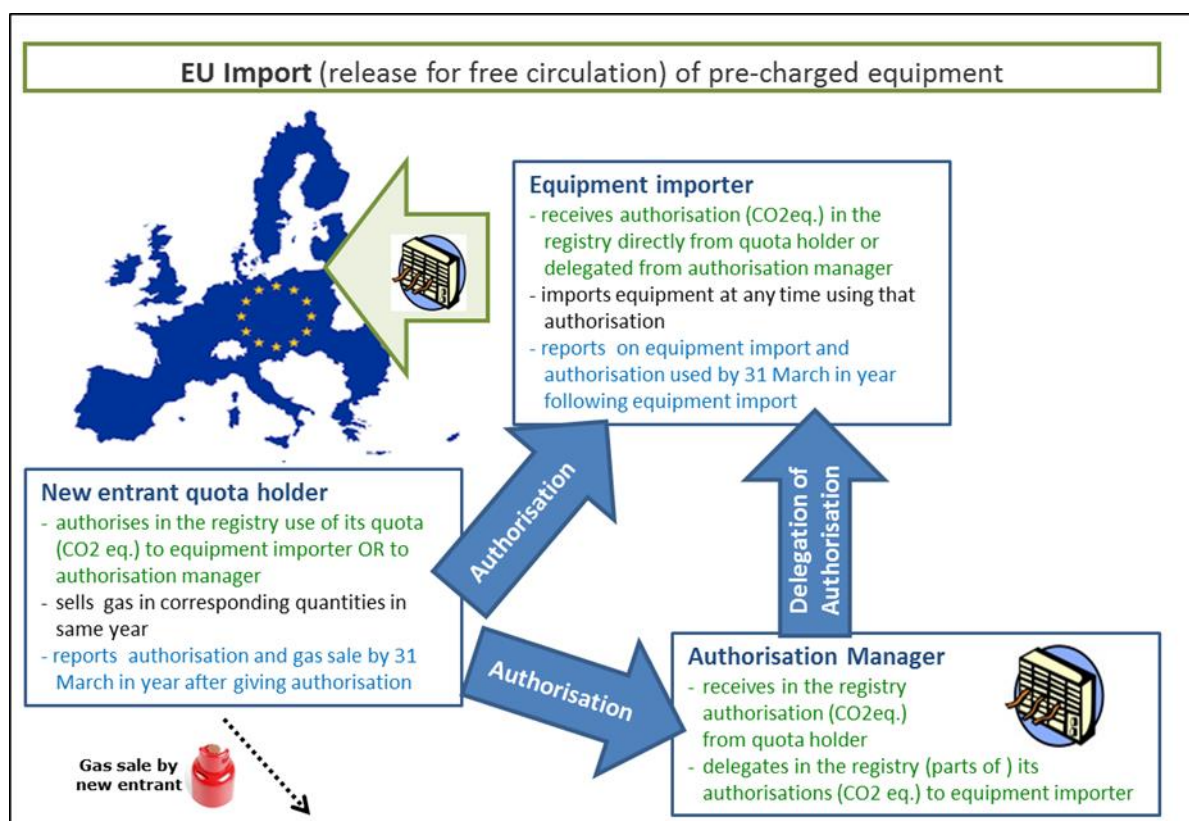 EU Import (release for free circulation) of pre-charged equipment
Equipment importer
- receives authorisation (CO2eq.) in the
registry directly from quota holder or
delegated from authorisation manager
- imports equipment at any time using that
authorisation
- reports on equipment import and
authorisation used by 31 March in year
following equipment import
New entrant quota holder
- authorises in the registry use of its quota
(CO2 eq.) to equipment importer OR to
authorisation manager
- sells gas in corresponding quantities in
same year
- reports authorisation and gas sale by 31
March in year after giving authorisation
Authorisation
Authorisation
Delegation of
Authorisation
Authorisation Manager
- receives in the registry
authorisation (CO2eq.)
from quota holder
- delegates in the registry (parts of ) its
authorisations (CO2 eq.) to equipment importer
Gas sale by
new entrant